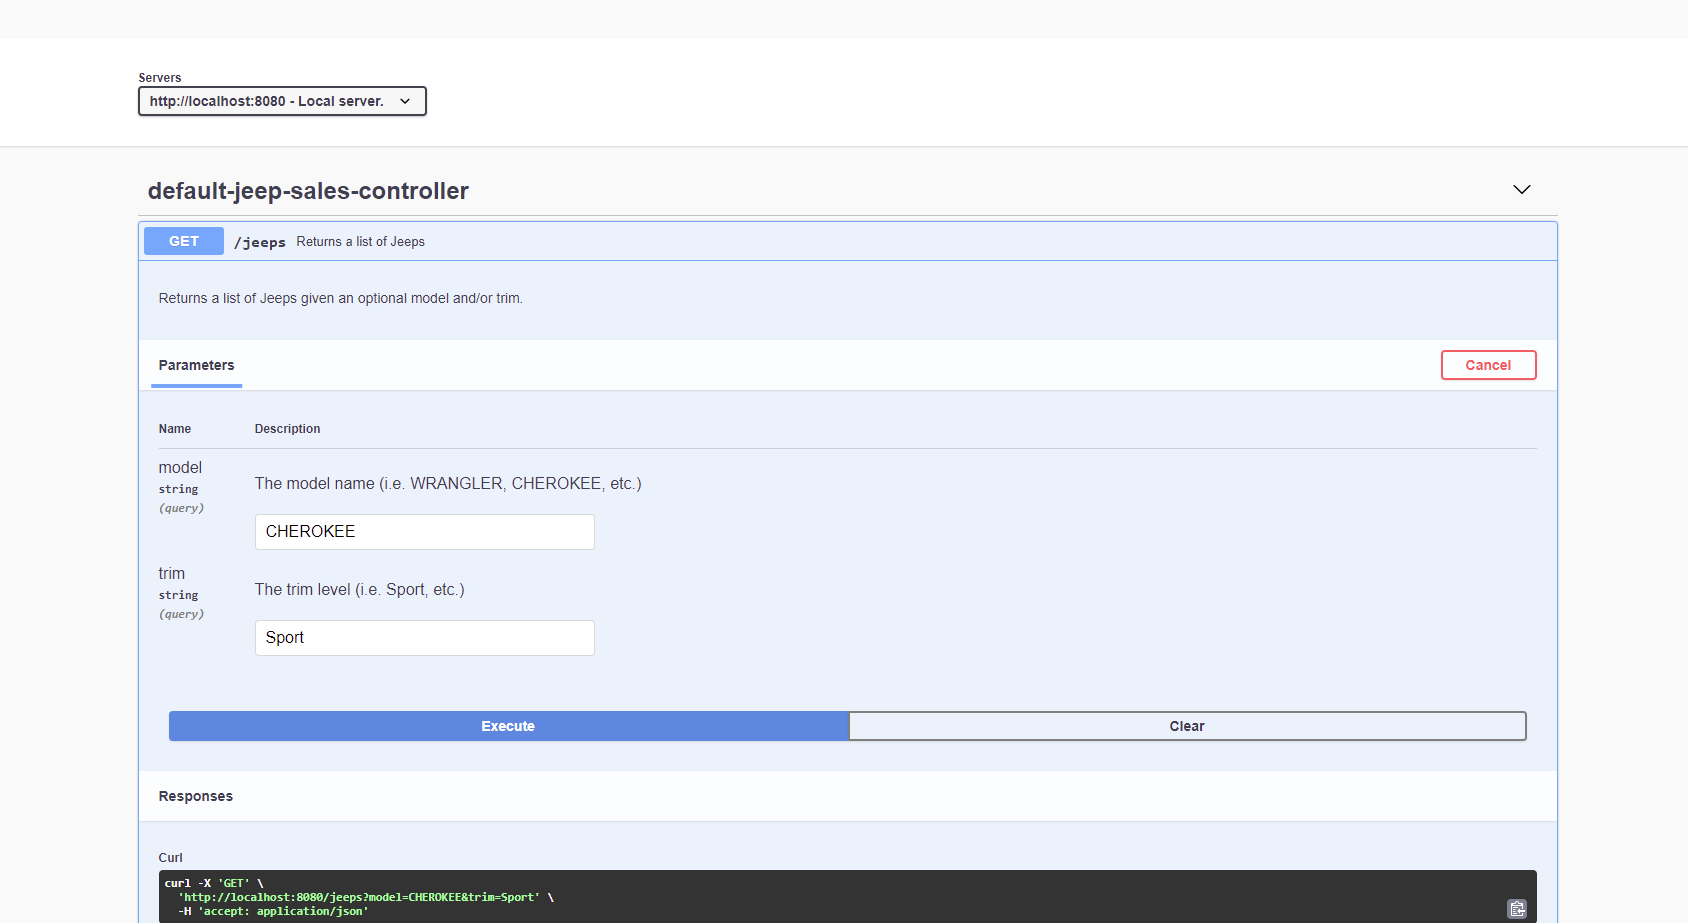 Servers
http://localhost:8080 - Local server.
default-jeep-sales-controller
GET /jeeps Returns a list of Jeeps
Returns a list of Jeeps given an optional model and/or trim.
Parameters
Cancel
Name Description
model
string
(query)
The model name (i.e. WRANGLER, CHEROKEE, etc.)
CHEROKEE
trim
string
(query)
The trim level (i.e. Sport, etc.)
Sport
Execute Clear
Responses
Curl
curl -X 'GET' \
'http://localhost:8080/jeeps?model=CHEROKEE&trim=Sport' \
-H 'accept: application/json'